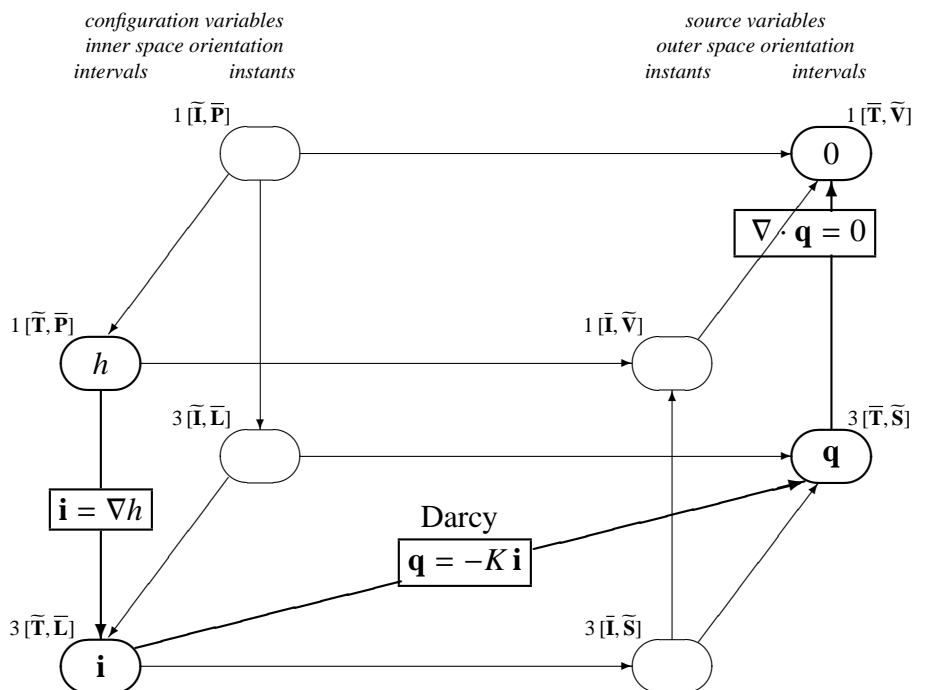 configuration variables
inner space orientation
intervals instants
source variables
outer space orientation
instants intervals
1 [Ĩ, P̄]
1 [T̄, Ṽ]
0
∇ · q = 0
1 [T̃, P̄]
h
1 [Ī, Ṽ]
3 [Ĩ, L̄]
3 [T̄, S̃]
q
i = ∇h
Darcy
q = −K i
3 [T̃, L̄]
i
3 [Ī, S̃]